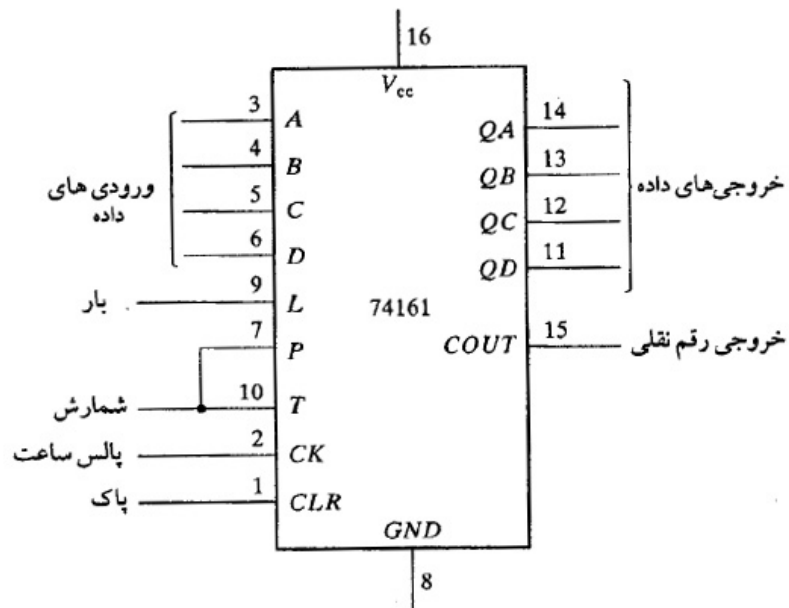 16
V_cc
3 A
4 B
5 C
6 D
ورودی های
داده
9 L
بار
7 P
10 T
شمارش
2 CK
پالس ساعت
1 CLR
پاک
74161
QA 14
QB 13
QC 12
QD 11
خروجی‌های داده
COUT 15
خروجی رقم نقلی
GND
8